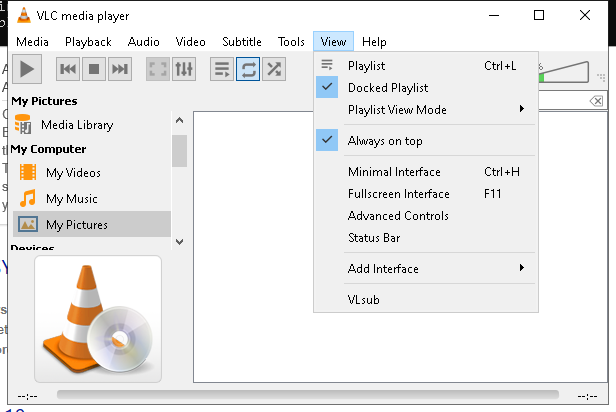 VLC media player
Media Playback Audio Video Subtitle Tools View Help
Playlist Ctrl+L
%
Docked Playlist
Playlist View Mode
Always on top
Minimal Interface Ctrl+H
Fullscreen Interface F11
Advanced Controls
Status Bar
Add Interface
VLsub
My Pictures
Media Library
My Computer
My Videos
My Music
My Pictures
Devices
--:--
--:--